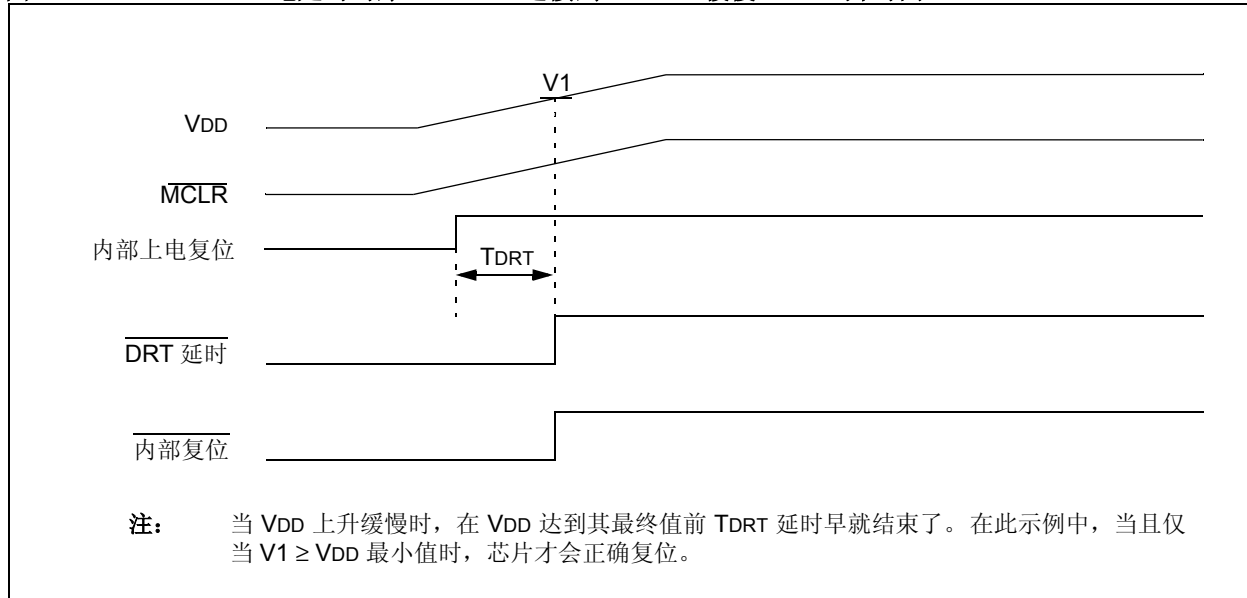 V1
VDD
MCLR
内部上电复位
TDRT
DRT 延时
内部复位
注: 当 VDD 上升缓慢时，在 VDD 达到其最终值前 TDRT 延时早就结束了。在此示例中，当且仅
当 V1 ≥ VDD 最小值时，芯片才会正确复位。